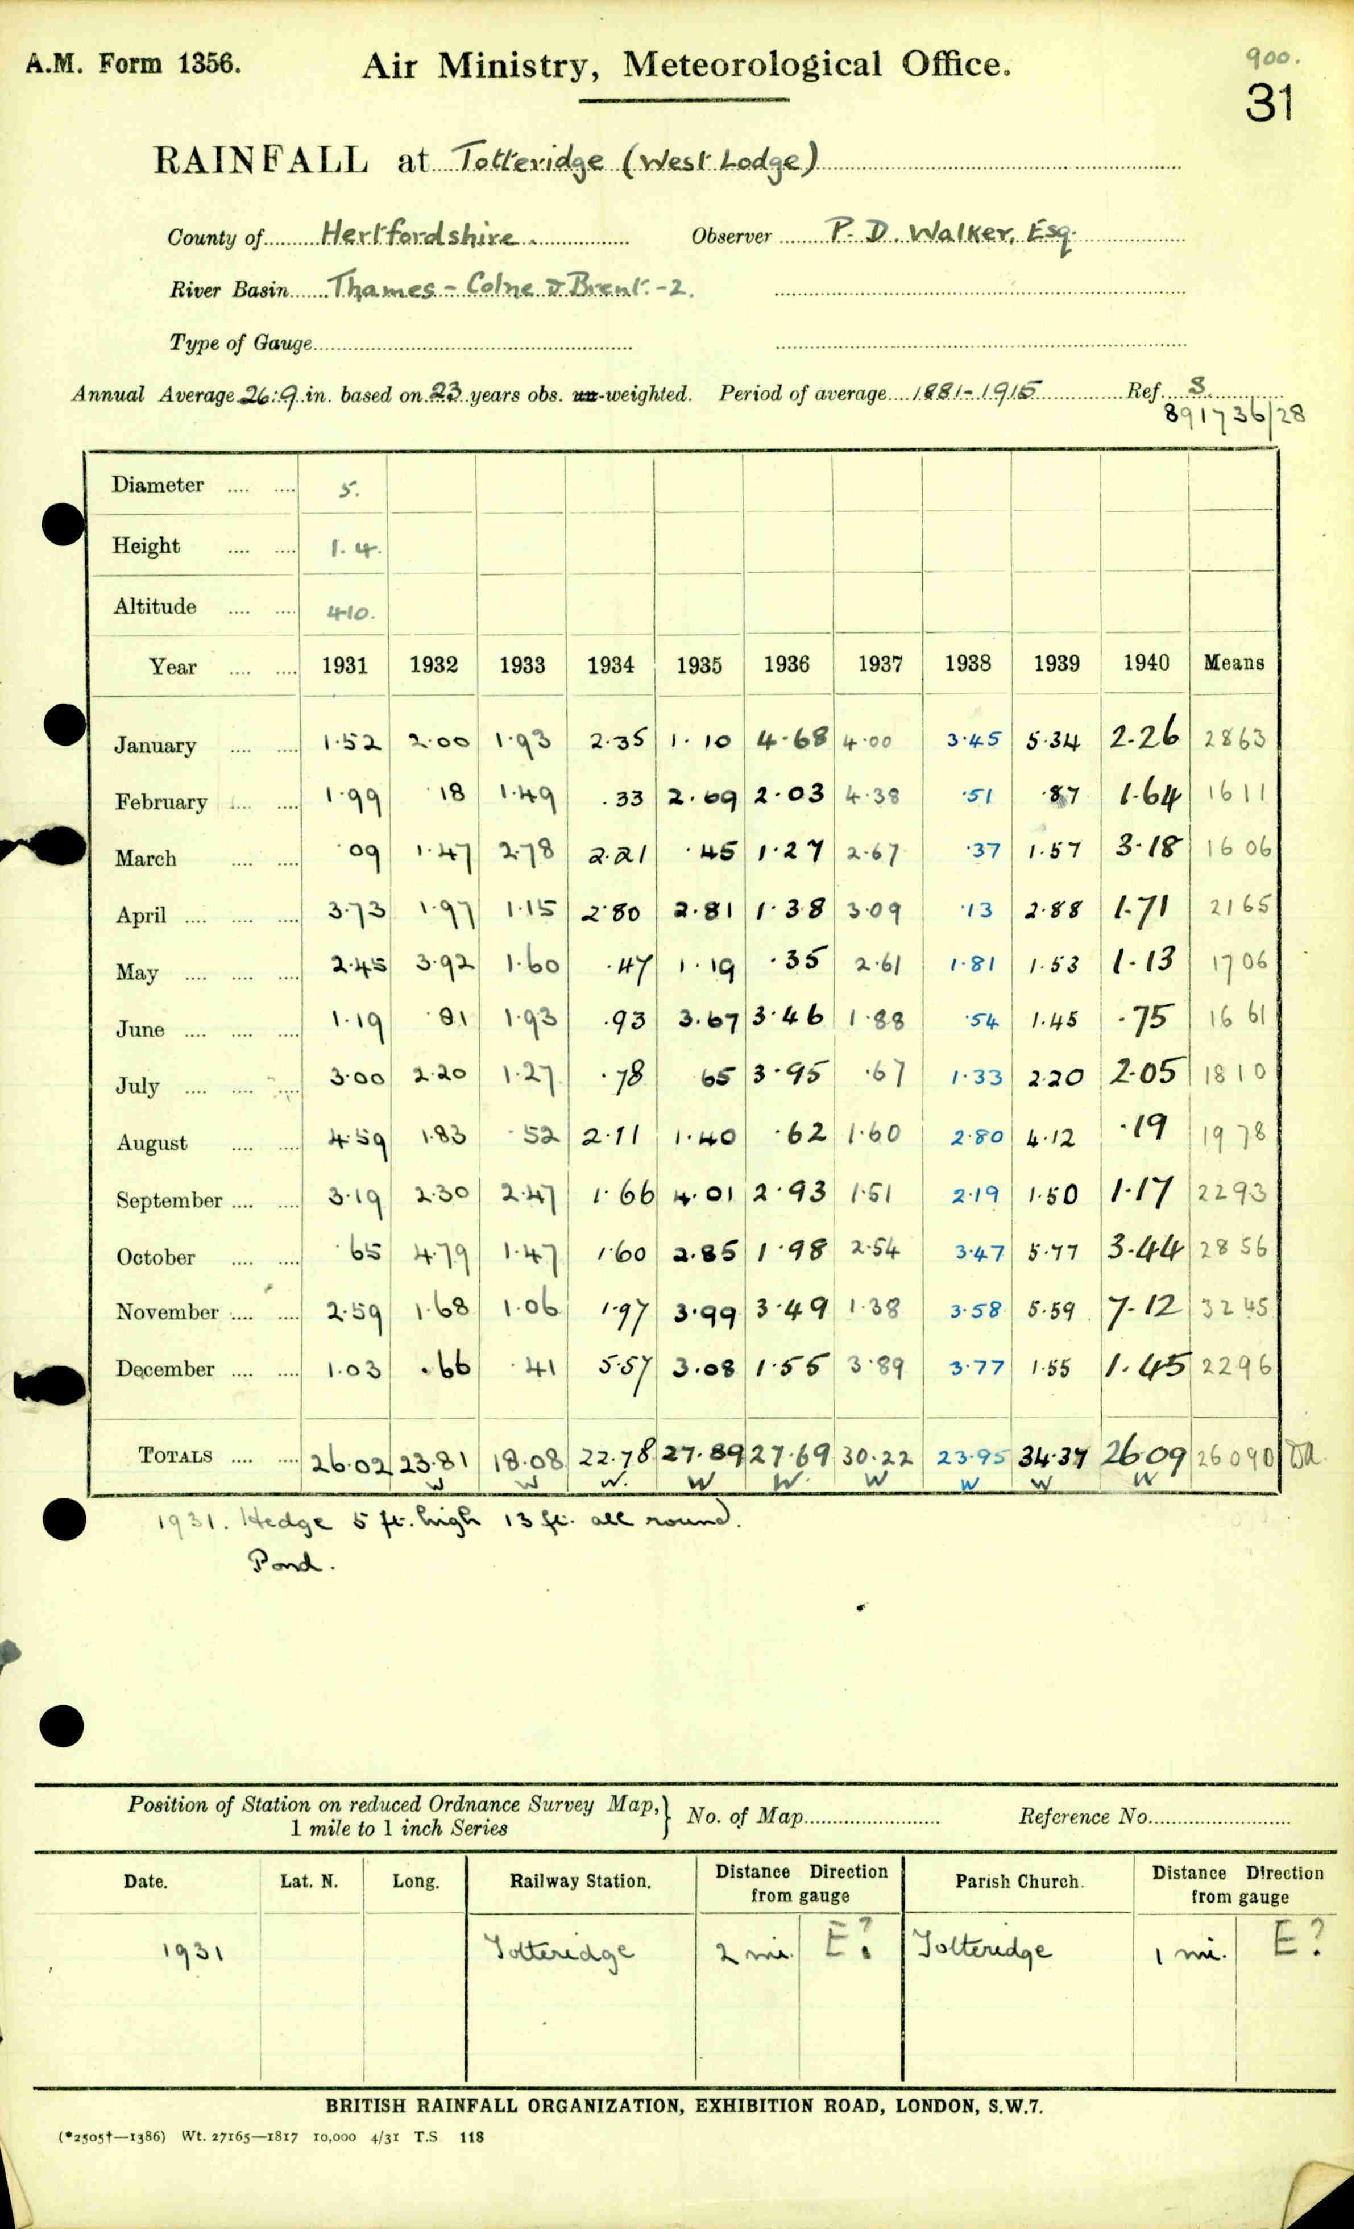 A.M. Form 1356. Air Ministry, Meteorological Office. 900.
31
RAINFALL at Totteridge (West Lodge)
County of Hertfordshire. Observer P. D. Walker, Esq.
River Basin Thames - Colne & Brent. - 2.
Type of Gauge
Annual Average 26.9 in. based on 23 years obs. un-weighted. Period of average 1881-1915 Ref. S.
891736/28
Diameter .... .... 5.
Height .... .... 1.4.
Altitude .... .... 410.
Year .... .... 1931 1932 1933 1934 1935 1936 1937 1938 1939 1940 Means
January .... .... 1.52 2.00 1.93 2.35 1.10 4.68 4.00 3.45 5.34 2.26 2863
February .... .... 1.99 .18 1.49 .33 2.69 2.03 4.38 .51 .87 1.64 1611
March .... .... .09 1.47 2.78 2.21 .45 1.27 2.67 .37 1.57 3.18 1606
April .... .... .... 3.73 1.97 1.15 2.80 2.81 1.38 3.09 .13 2.88 1.71 2165
May .... .... .... 2.45 3.92 1.60 .47 1.19 .35 2.61 1.81 1.53 1.13 1706
June .... .... .... 1.19 .81 1.93 .93 3.67 3.46 1.88 .54 1.45 .75 1661
July .... .... .... 3.00 2.20 1.27 .78 65 3.95 .67 1.33 2.20 2.05 1810
August .... .... 4.59 1.83 .52 2.11 1.40 .62 1.60 2.80 4.12 .19 1978
September .... .... 3.19 2.30 2.47 1.66 4.01 2.93 1.51 2.19 1.50 1.17 2293
October .... .... .65 4.79 1.47 1.60 2.85 1.98 2.54 3.47 5.77 3.44 2856
November .... .... 2.59 1.68 1.06 1.97 3.99 3.49 1.38 3.58 5.59 7.12 3245
December .... .... 1.03 .66 .41 5.57 3.08 1.55 3.89 3.77 1.55 1.45 2296
TOTALS .... .... 26.02 23.81 18.08 22.78 27.89 27.69 30.22 23.95 34.37 26.09 26090
W W W. W W. W W W W
1931. Hedge 5 ft. high 13 ft. all round.
Pond.
Position of Station on reduced Ordnance Survey Map, 1 mile to 1 inch Series } No. of Map Reference No.
Date. Lat. N. Long. Railway Station. Distance Direction from gauge Parish Church. Distance Direction from gauge
1931 Totteridge 2 mi. E? Totteridge 1 mi. E?
BRITISH RAINFALL ORGANIZATION, EXHIBITION ROAD, LONDON, S.W.7.
(*2505†—1386) Wt. 27165—1817 10,000 4/31 T.S 118